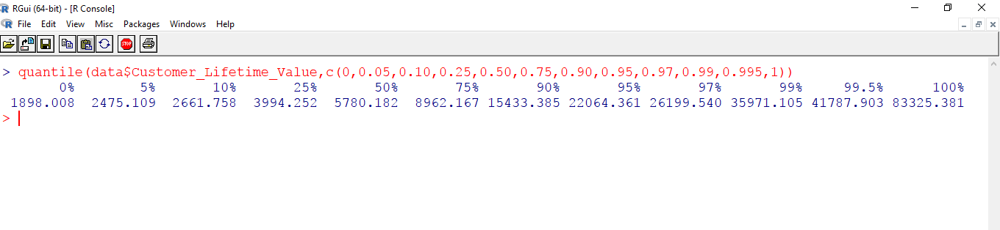 RGui (64-bit) - [R Console]
File Edit View Misc Packages Windows Help
STOP
> quantile(data$Customer_Lifetime_Value,c(0,0.05,0.10,0.25,0.50,0.75,0.90,0.95,0.97,0.99,0.995,1))
0% 5% 10% 25% 50% 75% 90% 95% 97% 99% 99.5% 100%
1898.008 2475.109 2661.758 3994.252 5780.182 8962.167 15433.385 22064.361 26199.540 35971.105 41787.903 83325.381
>